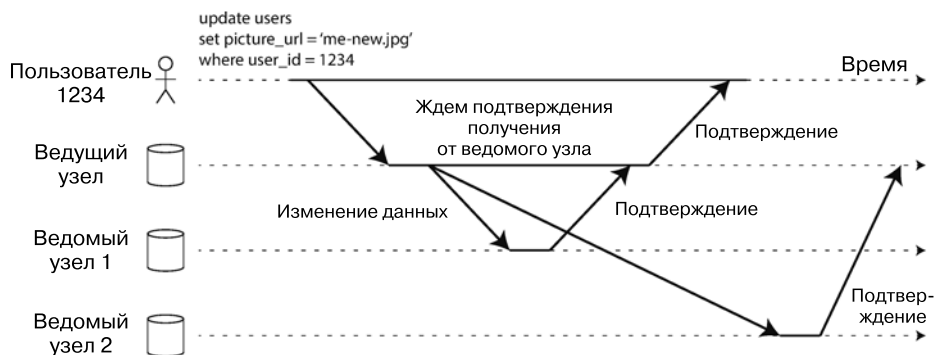 update users
set picture_url = ‘me-new.jpg’
where user_id = 1234
Пользователь
1234
Время
Ждем подтверждения
получения
от ведомого узла
Подтверждение
Ведущий
узел
Изменение данных
Подтверждение
Ведомый
узел 1
Подтвер-
ждение
Ведомый
узел 2